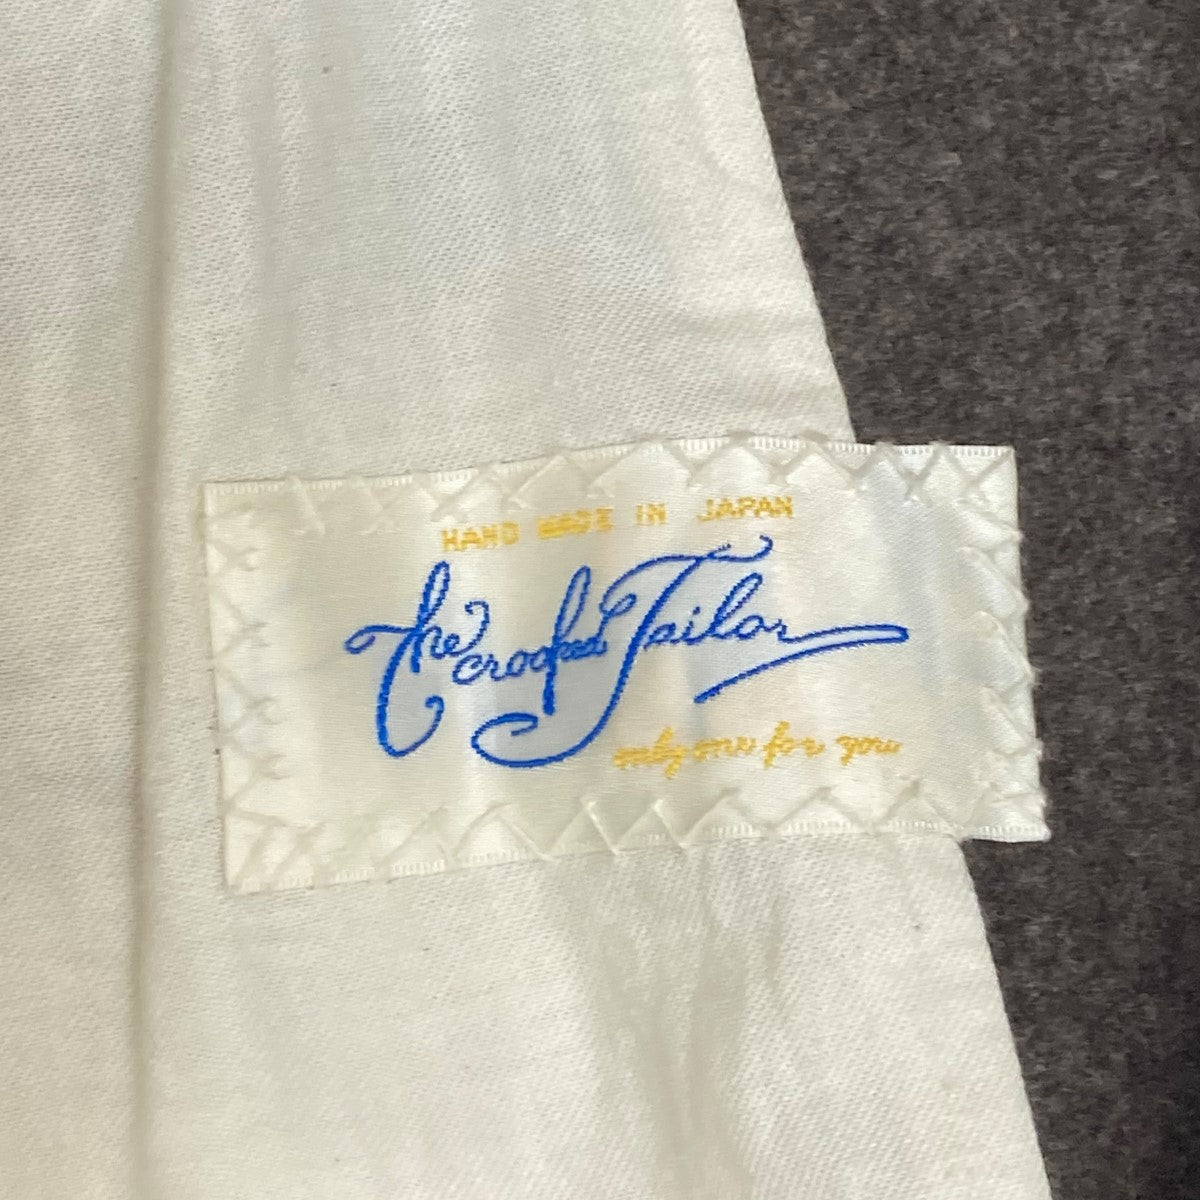 HAND MADE IN JAPAN
The crooked Tailor
only one for you